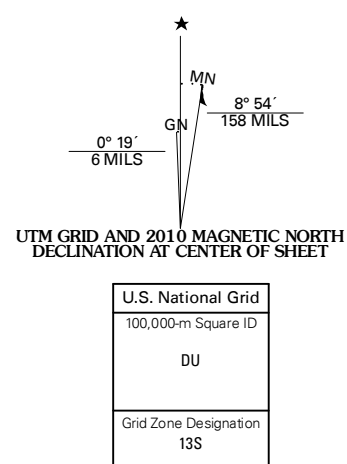 ★
MN
8° 54´
158 MILS
GN
0° 19´
6 MILS
UTM GRID AND 2010 MAGNETIC NORTH
DECLINATION AT CENTER OF SHEET
U.S. National Grid
100,000-m Square ID
DU
Grid Zone Designation
13S